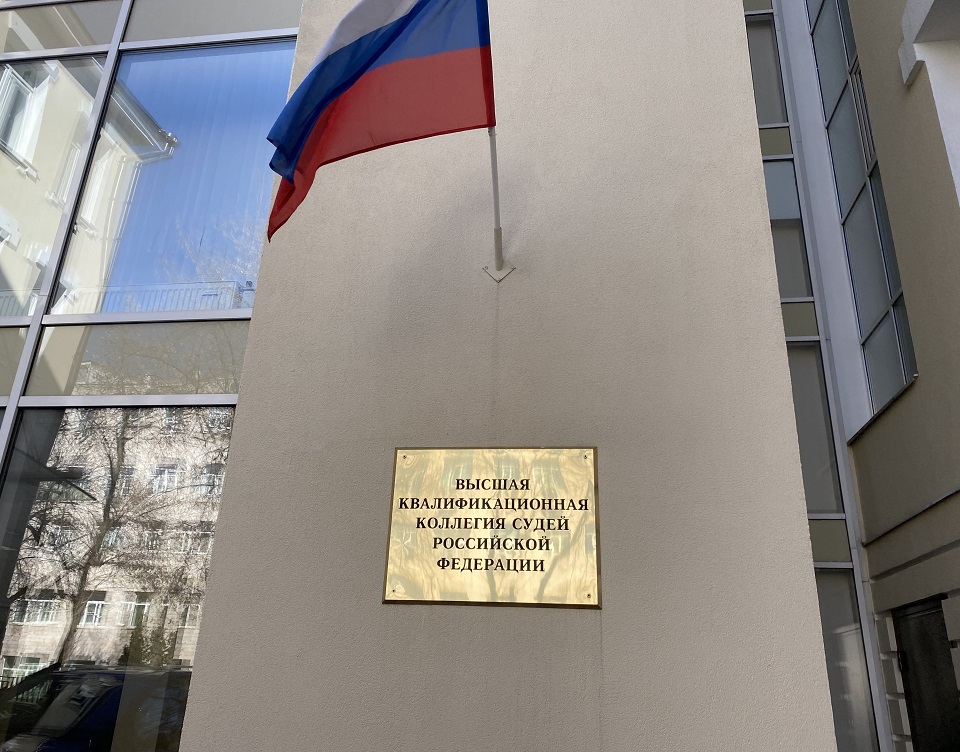 ВЫСШАЯ
КВАЛИФИКАЦИОННАЯ
КОЛЛЕГИЯ СУДЕЙ
РОССИЙСКОЙ
ФЕДЕРАЦИИ